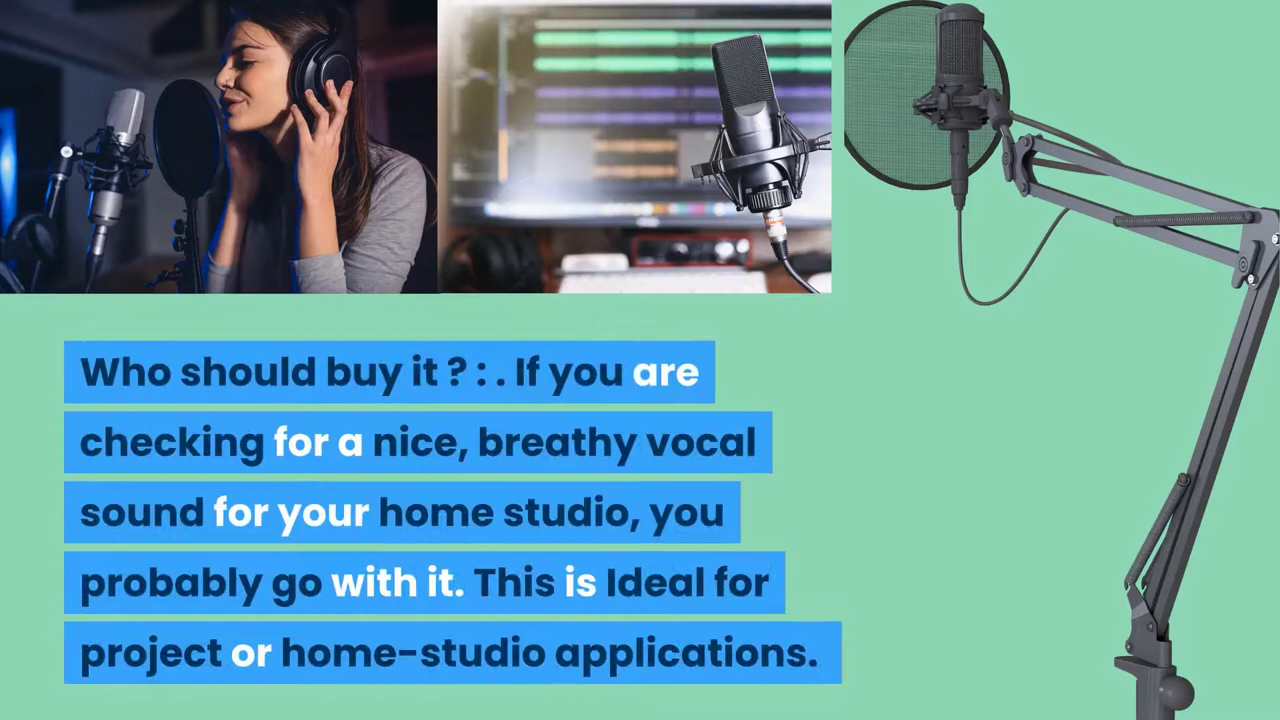 Who should buy it ? : . If you are
checking for a nice, breathy vocal
sound for your home studio, you
probably go with it. This is Ideal for
project or home-studio applications.